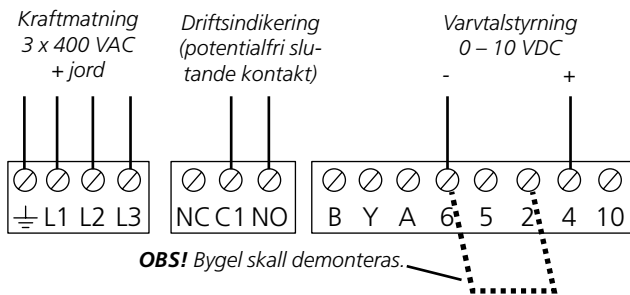 Kraftmatning
3 x 400 VAC
+ jord
Driftsindikering
(potentialfri slu-
tande kontakt)
Varvtalstyrning
0 – 10 VDC
- +
L1 L2 L3
NC C1 NO
B Y A 6 5 2 4 10
OBS! Bygel skall demonteras.